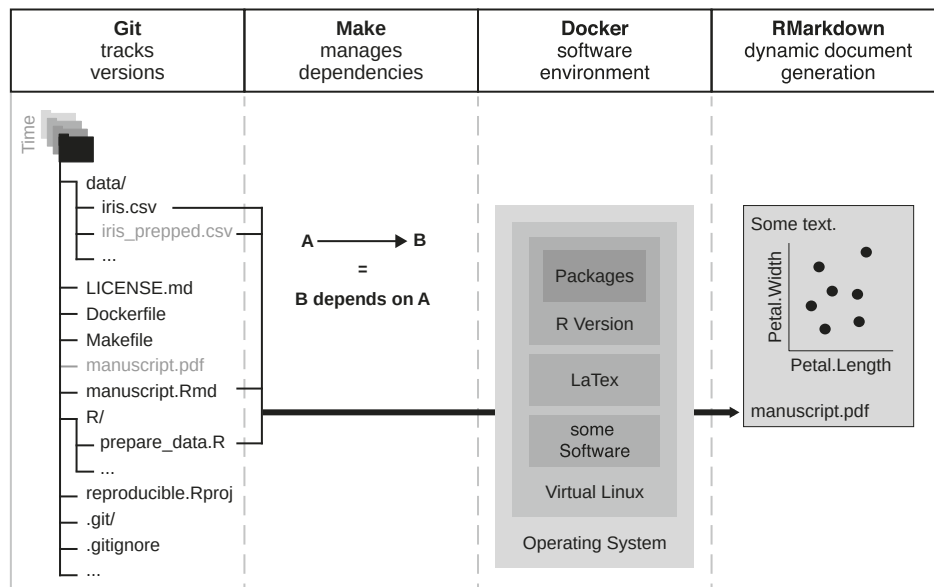 Git
tracks
versions
Make
manages
dependencies
Docker
software
environment
RMarkdown
dynamic document
generation
Time
data/
iris.csv
iris_prepped.csv
...
LICENSE.md
Dockerfile
Makefile
manuscript.pdf
manuscript.Rmd
R/
prepare_data.R
...
reproducible.Rproj
.git/
.gitignore
...
A B
=
B depends on A
Packages
R Version
LaTex
some
Software
Virtual Linux
Operating System
Some text.
Petal.Width
Petal.Length
manuscript.pdf